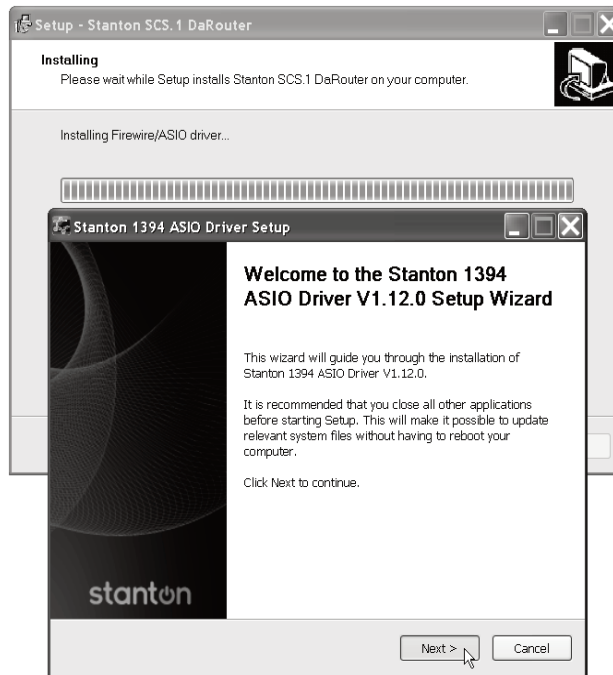 Setup - Stanton SCS.1 DaRouter
Installing
Please wait while Setup installs Stanton SCS.1 DaRouter on your computer.
Installing Firewire/ASIO driver...
Stanton 1394 ASIO Driver Setup
Welcome to the Stanton 1394
ASIO Driver V1.12.0 Setup Wizard
This wizard will guide you through the installation of
Stanton 1394 ASIO Driver V1.12.0.
It is recommended that you close all other applications
before starting Setup. This will make it possible to update
relevant system files without having to reboot your
computer.
Click Next to continue.
stanton
Next >
Cancel